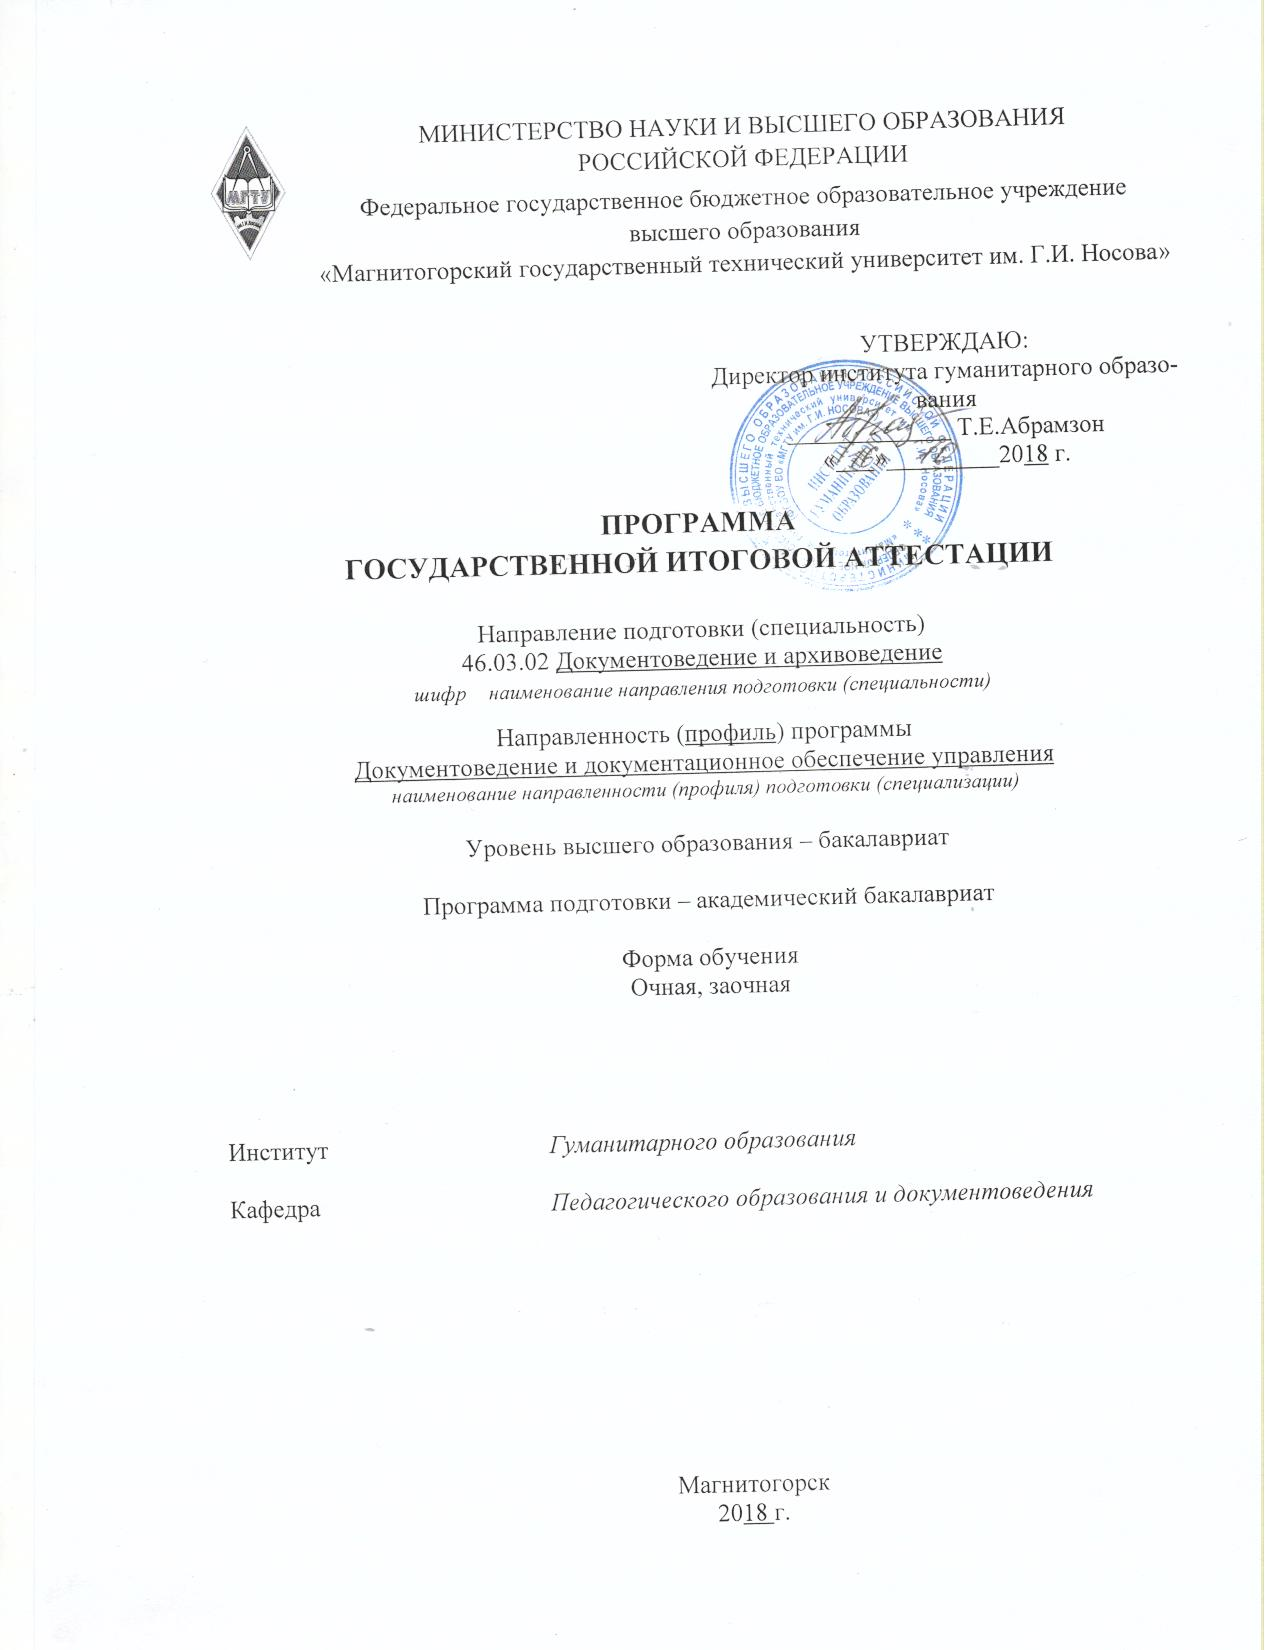 МИНИСТЕРСТВО НАУКИ И ВЫСШЕГО ОБРАЗОВАНИЯ
РОССИЙСКОЙ ФЕДЕРАЦИИ
Федеральное государственное бюджетное образовательное учреждение
высшего образования
«Магнитогорский государственный технический университет им. Г.И. Носова»
МГТУ
УТВЕРЖДАЮ:
Директор института гуманитарного образо-
вания
Т.Е.Абрамзон
2018 г.
ИНСТИТУТ
ГУМАНИТАРНОГО
ОБРАЗОВАНИЯ
ПРОГРАММА
ГОСУДАРСТВЕННОЙ ИТОГОВОЙ АТТЕСТАЦИИ
Направление подготовки (специальность)
46.03.02 Документоведение и архивоведение
шифр наименование направления подготовки (специальности)
Направленность (профиль) программы
Документоведение и документационное обеспечение управления
наименование направленности (профиля) подготовки (специализации)
Уровень высшего образования – бакалавриат
Программа подготовки – академический бакалавриат
Форма обучения
Очная, заочная
Институт Гуманитарного образования
Кафедра Педагогического образования и документоведения
Магнитогорск
2018 г.